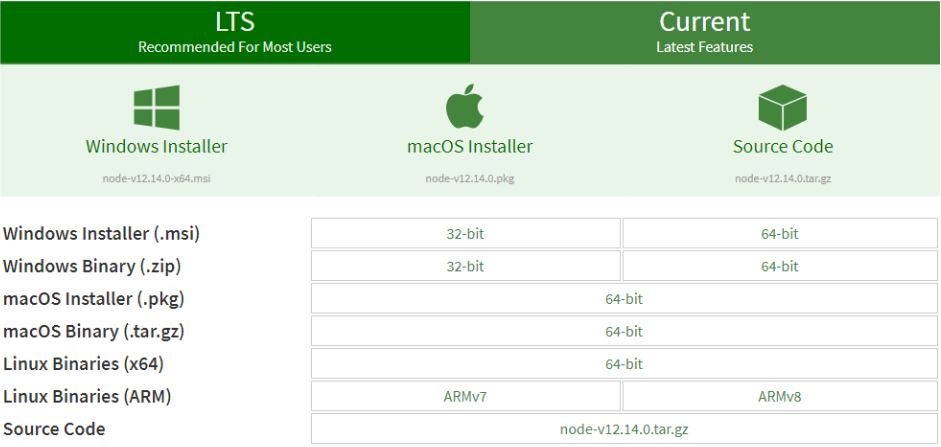 LTS
Recommended For Most Users
Current
Latest Features
Windows Installer
node-v12.14.0-x64.msi
macOS Installer
node-v12.14.0.pkg
Source Code
node-v12.14.0.tar.gz
Windows Installer (.msi) 32-bit 64-bit
Windows Binary (.zip) 32-bit 64-bit
macOS Installer (.pkg) 64-bit
macOS Binary (.tar.gz) 64-bit
Linux Binaries (x64) 64-bit
Linux Binaries (ARM) ARMv7 ARMv8
Source Code node-v12.14.0.tar.gz